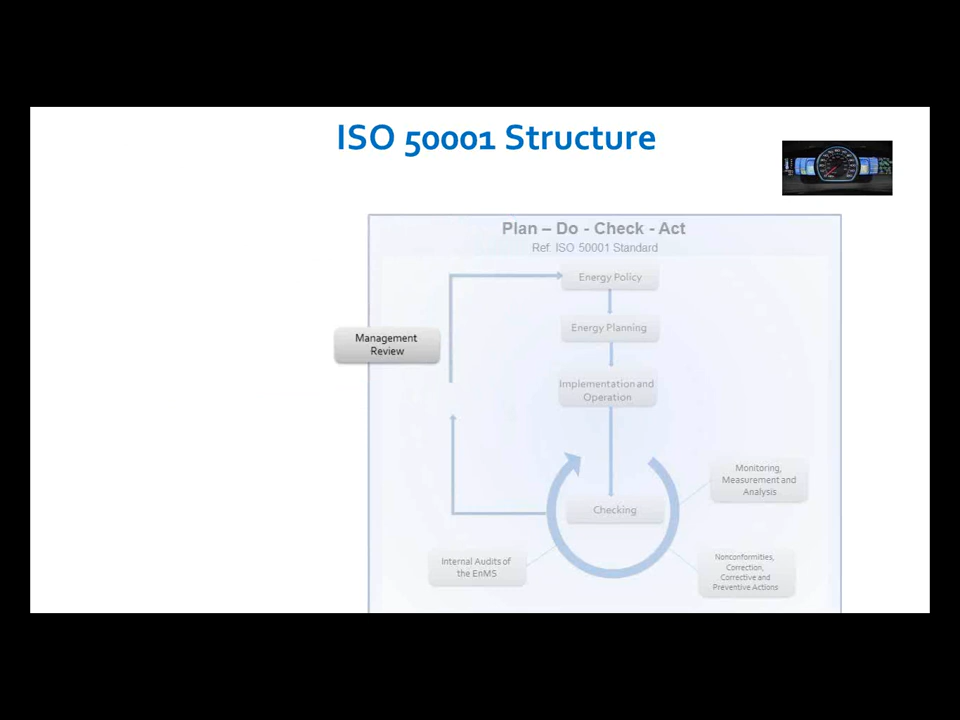 ISO 50001 Structure
Plan – Do - Check - Act
Ref: ISO 50001 Standard
Energy Policy
Energy Planning
Management
Review
Implementation and
Operation
Monitoring,
Measurement and
Analysis
Checking
Internal Audits of
the EnMS
Nonconformities,
Correction,
Corrective and
Preventive Actions